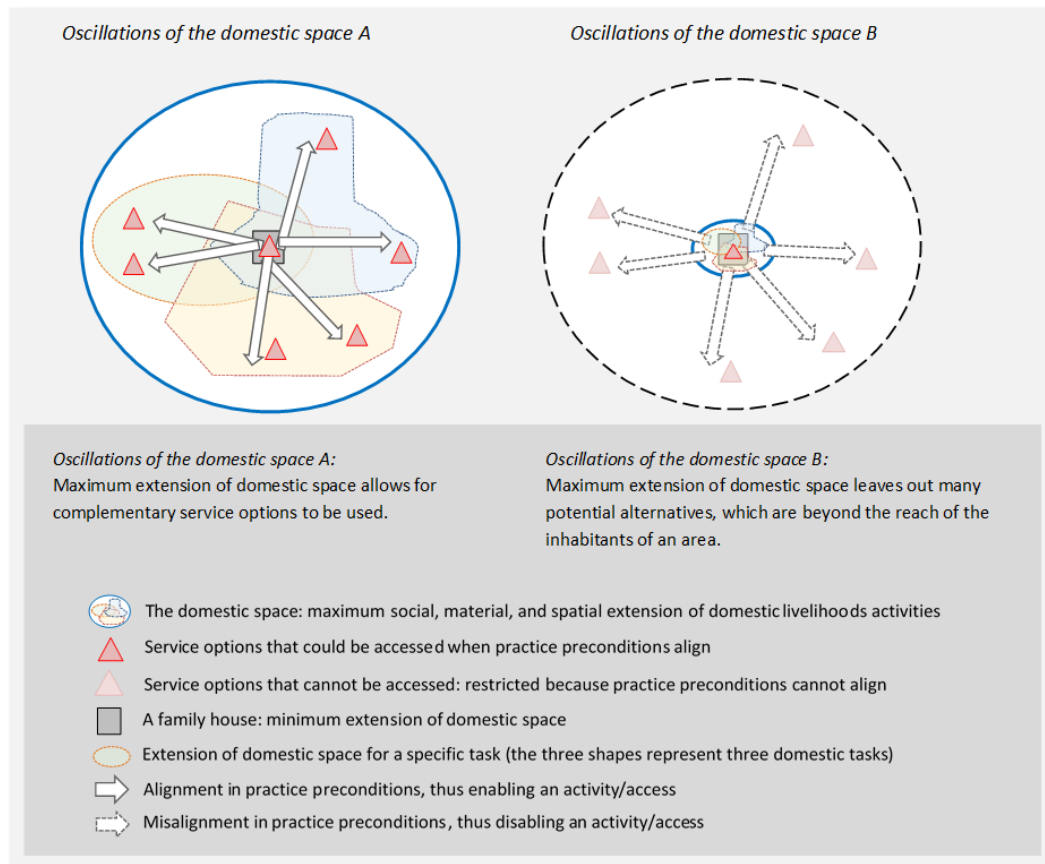 Oscillations of the domestic space A
Oscillations of the domestic space B
Oscillations of the domestic space A:
Maximum extension of domestic space allows for
complementary service options to be used.
Oscillations of the domestic space B:
Maximum extension of domestic space leaves out many
potential alternatives, which are beyond the reach of the
inhabitants of an area.
The domestic space: maximum social, material, and spatial extension of domestic livelihoods activities
Service options that could be accessed when practice preconditions align
Service options that cannot be accessed: restricted because practice preconditions cannot align
A family house: minimum extension of domestic space
Extension of domestic space for a specific task (the three shapes represent three domestic tasks)
Alignment in practice preconditions, thus enabling an activity/access
Misalignment in practice preconditions, thus disabling an activity/access